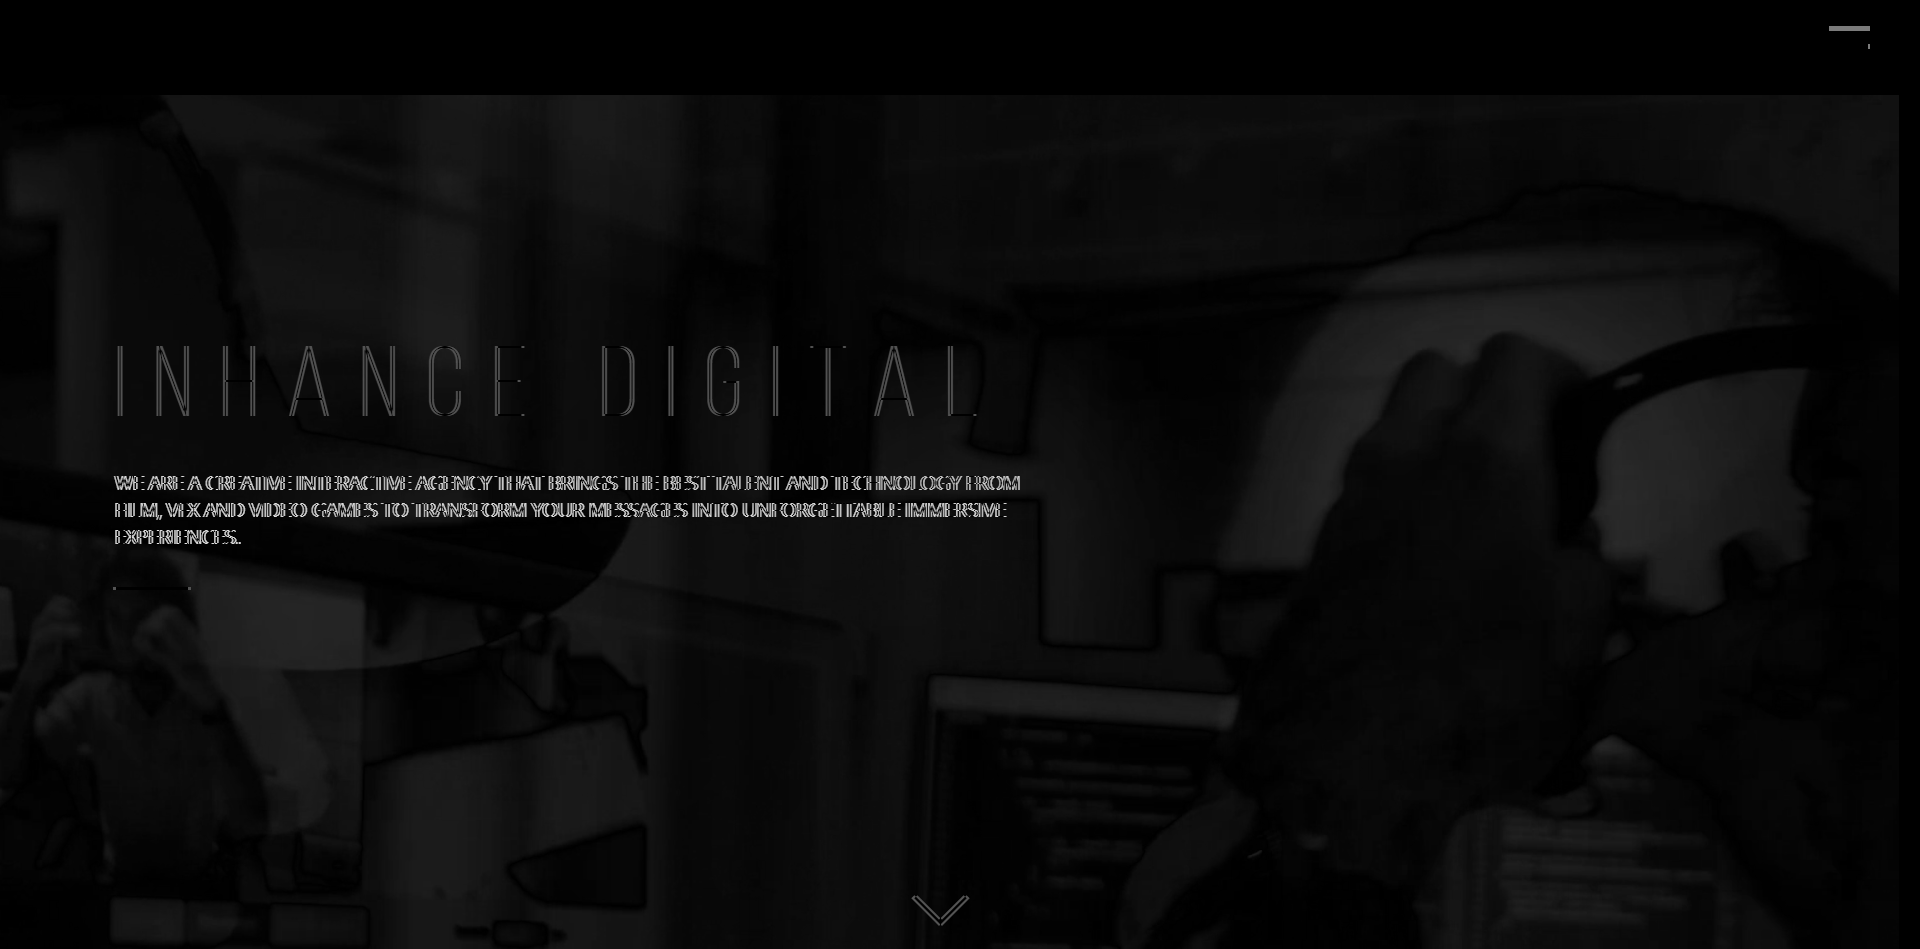 INHANCE DIGITAL
WE ARE A CREATIVE INTERACTIVE AGENCY THAT BRINGS THE BEST TALENT AND TECHNOLOGY FROM
FILM, VFX AND VIDEO GAMES TO TRANSFORM YOUR MESSAGES INTO UNFORGETTABLE IMMERSIVE
EXPERIENCES.